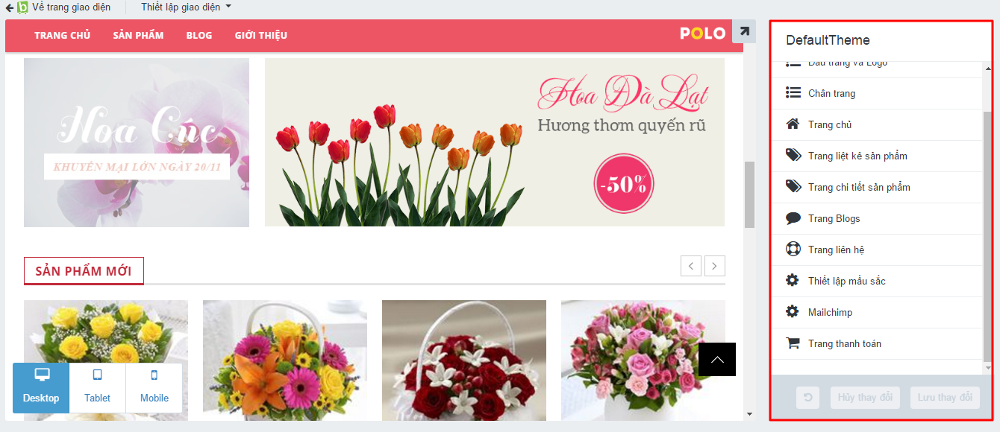 Về trang giao diện
Thiết lập giao diện
TRANG CHỦ
SẢN PHẨM
BLOG
GIỚI THIỆU
POLO
Hoa Cúc
KHUYẾN MẠI LỚN NGÀY 20/11
Hoa Đà Lạt
Hương thơm quyến rũ
-50%
SẢN PHẨM MỚI
Desktop
Tablet
Mobile
DefaultTheme
Đầu trang và Logo
Chân trang
Trang chủ
Trang liệt kê sản phẩm
Trang chi tiết sản phẩm
Trang Blogs
Trang liên hệ
Thiết lập mầu sắc
Mailchimp
Trang thanh toán
Hủy thay đổi
Lưu thay đổi